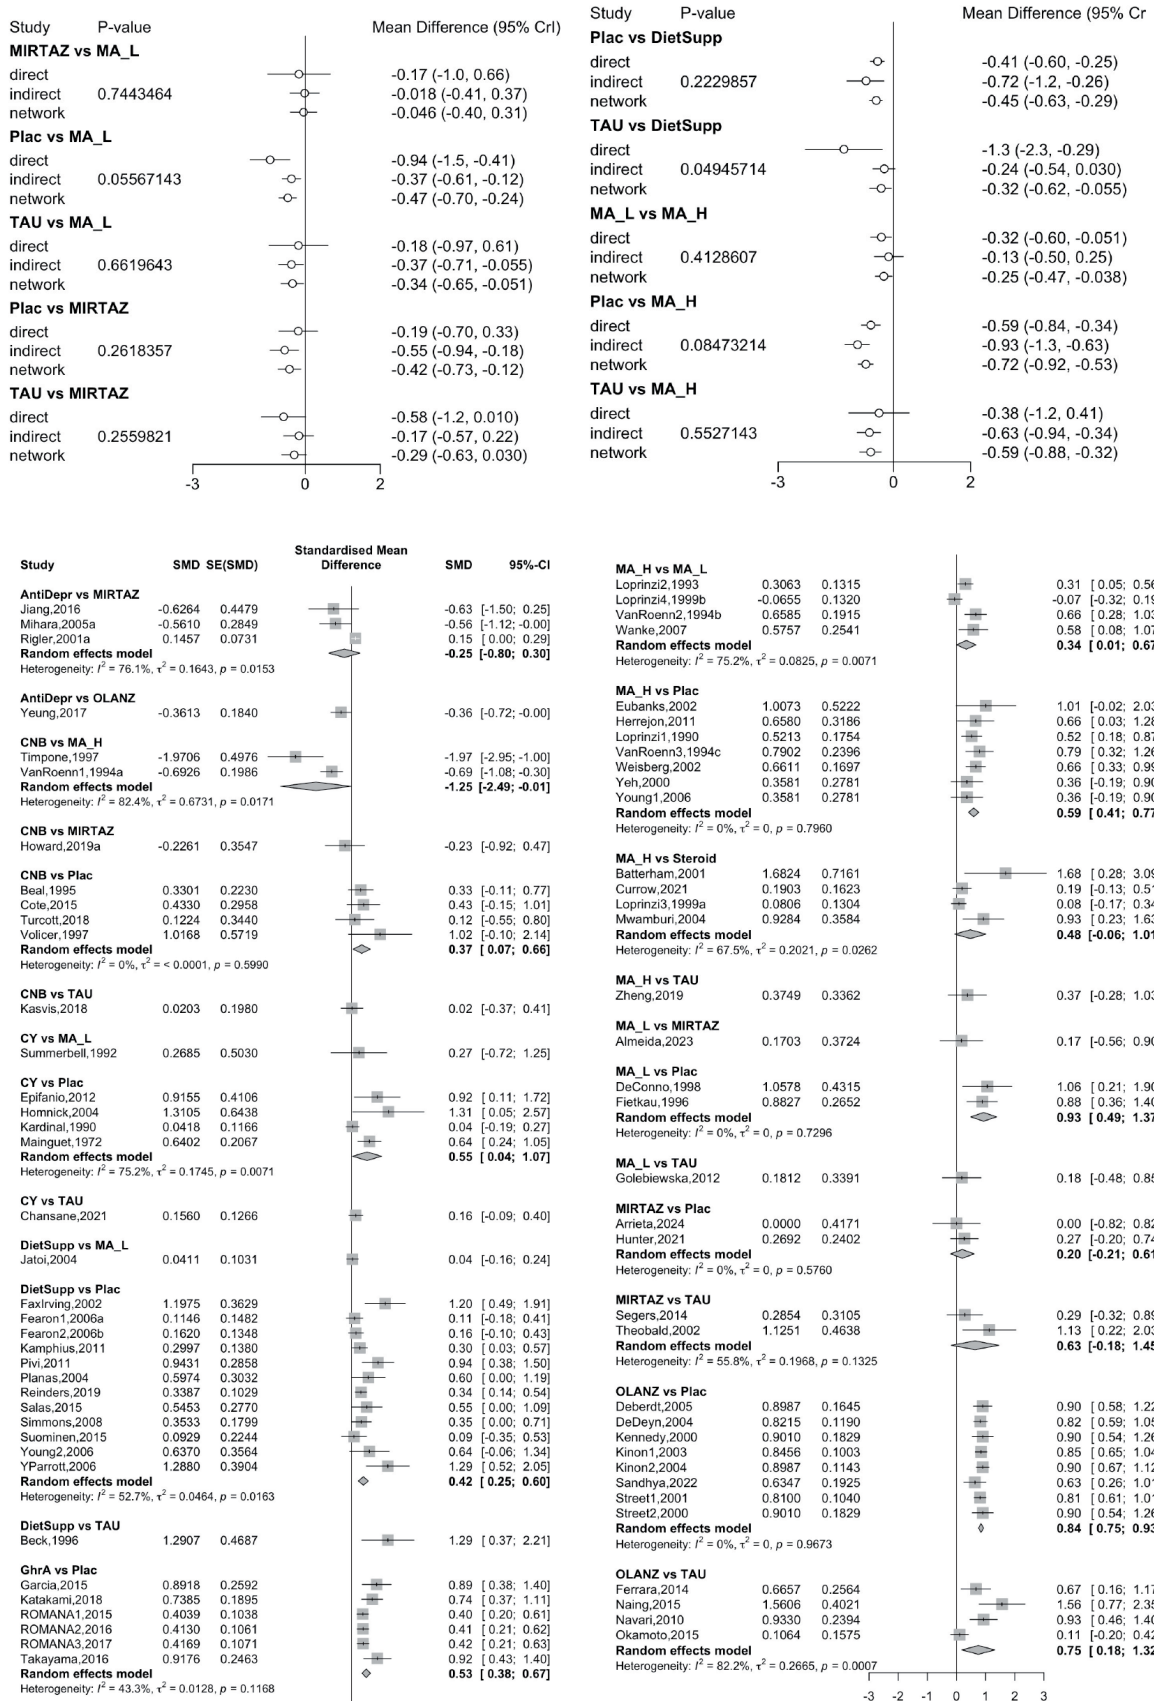 Study P-value Mean Difference (95% CrI)
MIRTAZ vs MA_L
direct -0.17 (-1.0, 0.66)
indirect 0.7443464 -0.018 (-0.41, 0.37)
network -0.046 (-0.40, 0.31)
Plac vs MA_L
direct -0.94 (-1.5, -0.41)
indirect 0.05567143 -0.37 (-0.61, -0.12)
network -0.47 (-0.70, -0.24)
TAU vs MA_L
direct -0.18 (-0.97, 0.61)
indirect 0.6619643 -0.37 (-0.71, -0.055)
network -0.34 (-0.65, -0.051)
Plac vs MIRTAZ
direct -0.19 (-0.70, 0.33)
indirect 0.2618357 -0.55 (-0.94, -0.18)
network -0.42 (-0.73, -0.12)
TAU vs MIRTAZ
direct -0.58 (-1.2, 0.010)
indirect 0.2559821 -0.17 (-0.57, 0.22)
network -0.29 (-0.63, 0.030)
-3 0 2
Study P-value Mean Difference (95% Cr
Plac vs DietSupp
direct -0.41 (-0.60, -0.25)
indirect 0.2229857 -0.72 (-1.2, -0.26)
network -0.45 (-0.63, -0.29)
TAU vs DietSupp
direct -1.3 (-2.3, -0.29)
indirect 0.04945714 -0.24 (-0.54, 0.030)
network -0.32 (-0.62, -0.055)
MA_L vs MA_H
direct -0.32 (-0.60, -0.051)
indirect 0.4128607 -0.13 (-0.50, 0.25)
network -0.25 (-0.47, -0.038)
Plac vs MA_H
direct -0.59 (-0.84, -0.34)
indirect 0.08473214 -0.93 (-1.3, -0.63)
network -0.72 (-0.92, -0.53)
TAU vs MA_H
direct -0.38 (-1.2, 0.41)
indirect 0.5527143 -0.63 (-0.94, -0.34)
network -0.59 (-0.88, -0.32)
-3 0 2
Standardised Mean
Study SMD SE(SMD) Difference SMD 95%-CI
AntiDepr vs MIRTAZ
Jiang,2016 -0.6264 0.4479 -0.63 [-1.50; 0.25]
Mihara,2005a -0.5610 0.2849 -0.56 [-1.12; -0.00]
Rigler,2001a 0.1457 0.0731 0.15 [ 0.00; 0.29]
Random effects model -0.25 [-0.80; 0.30]
Heterogeneity: I² = 76.1%, τ² = 0.1643, p = 0.0153
AntiDepr vs OLANZ
Yeung,2017 -0.3613 0.1840 -0.36 [-0.72; -0.00]
CNB vs MA_H
Timpone,1997 -1.9706 0.4976 -1.97 [-2.95; -1.00]
VanRoenn1,1994a -0.6926 0.1986 -0.69 [-1.08; -0.30]
Random effects model -1.25 [-2.49; -0.01]
Heterogeneity: I² = 82.4%, τ² = 0.6731, p = 0.0171
CNB vs MIRTAZ
Howard,2019a -0.2261 0.3547 -0.23 [-0.92; 0.47]
CNB vs Plac
Beal,1995 0.3301 0.2230 0.33 [-0.11; 0.77]
Cote,2015 0.4330 0.2958 0.43 [-0.15; 1.01]
Turcott,2018 0.1224 0.3440 0.12 [-0.55; 0.80]
Volicer,1997 1.0168 0.5719 1.02 [-0.10; 2.14]
Random effects model 0.37 [ 0.07; 0.66]
Heterogeneity: I² = 0%, τ² = < 0.0001, p = 0.5990
CNB vs TAU
Kasvis,2018 0.0203 0.1980 0.02 [-0.37; 0.41]
CY vs MA_L
Summerbell,1992 0.2685 0.5030 0.27 [-0.72; 1.25]
CY vs Plac
Epifanio,2012 0.9155 0.4106 0.92 [ 0.11; 1.72]
Homnick,2004 1.3105 0.6438 1.31 [ 0.05; 2.57]
Kardinal,1990 0.0418 0.1166 0.04 [-0.19; 0.27]
Mainguet,1972 0.6402 0.2067 0.64 [ 0.24; 1.05]
Random effects model 0.55 [ 0.04; 1.07]
Heterogeneity: I² = 75.2%, τ² = 0.1745, p = 0.0071
CY vs TAU
Chansane,2021 0.1560 0.1266 0.16 [-0.09; 0.40]
DietSupp vs MA_L
Jatoi,2004 0.0411 0.1031 0.04 [-0.16; 0.24]
DietSupp vs Plac
FaxIrving,2002 1.1975 0.3629 1.20 [ 0.49; 1.91]
Fearon1,2006a 0.1146 0.1482 0.11 [-0.18; 0.41]
Fearon2,2006b 0.1620 0.1348 0.16 [-0.10; 0.43]
Kamphius,2011 0.2997 0.1380 0.30 [ 0.03; 0.57]
Pivi,2011 0.9431 0.2858 0.94 [ 0.38; 1.50]
Planas,2004 0.5974 0.3032 0.60 [ 0.00; 1.19]
Reinders,2019 0.3387 0.1029 0.34 [ 0.14; 0.54]
Salas,2015 0.5453 0.2770 0.55 [ 0.00; 1.09]
Simmons,2008 0.3533 0.1799 0.35 [ 0.00; 0.71]
Suominen,2015 0.0929 0.2244 0.09 [-0.35; 0.53]
Young2,2006 0.6370 0.3564 0.64 [-0.06; 1.34]
YParrott,2006 1.2880 0.3904 1.29 [ 0.52; 2.05]
Random effects model 0.42 [ 0.25; 0.60]
Heterogeneity: I² = 52.7%, τ² = 0.0464, p = 0.0163
DietSupp vs TAU
Beck,1996 1.2907 0.4687 1.29 [ 0.37; 2.21]
GhrA vs Plac
Garcia,2015 0.8918 0.2592 0.89 [ 0.38; 1.40]
Katakami,2018 0.7385 0.1895 0.74 [ 0.37; 1.11]
ROMANA1,2015 0.4039 0.1038 0.40 [ 0.20; 0.61]
ROMANA2,2016 0.4130 0.1061 0.41 [ 0.21; 0.62]
ROMANA3,2017 0.4169 0.1071 0.42 [ 0.21; 0.63]
Takayama,2016 0.9176 0.2463 0.92 [ 0.43; 1.40]
Random effects model 0.53 [ 0.38; 0.67]
Heterogeneity: I² = 43.3%, τ² = 0.0128, p = 0.1168
MA_H vs MA_L
Loprinzi2,1993 0.3063 0.1315 0.31 [ 0.05; 0.56
Loprinzi4,1999b -0.0655 0.1320 -0.07 [-0.32; 0.19
VanRoenn2,1994b 0.6585 0.1915 0.66 [ 0.28; 1.03
Wanke,2007 0.5757 0.2541 0.58 [ 0.08; 1.07
Random effects model 0.34 [ 0.01; 0.67
Heterogeneity: I² = 75.2%, τ² = 0.0825, p = 0.0071
MA_H vs Plac
Eubanks,2002 1.0073 0.5222 1.01 [-0.02; 2.03
Herrejon,2011 0.6580 0.3186 0.66 [ 0.03; 1.28
Loprinzi1,1990 0.5213 0.1754 0.52 [ 0.18; 0.87
VanRoenn3,1994c 0.7902 0.2396 0.79 [ 0.32; 1.26
Weisberg,2002 0.6611 0.1697 0.66 [ 0.33; 0.99
Yeh,2000 0.3581 0.2781 0.36 [-0.19; 0.90
Young1,2006 0.3581 0.2781 0.36 [-0.19; 0.90
Random effects model 0.59 [ 0.41; 0.77
Heterogeneity: I² = 0%, τ² = 0, p = 0.7960
MA_H vs Steroid
Batterham,2001 1.6824 0.7161 1.68 [ 0.28; 3.09
Currow,2021 0.1903 0.1623 0.19 [-0.13; 0.51
Loprinzi3,1999a 0.0806 0.1304 0.08 [-0.17; 0.34
Mwamburi,2004 0.9284 0.3584 0.93 [ 0.23; 1.63
Random effects model 0.48 [-0.06; 1.01
Heterogeneity: I² = 67.5%, τ² = 0.2021, p = 0.0262
MA_H vs TAU
Zheng,2019 0.3749 0.3362 0.37 [-0.28; 1.03
MA_L vs MIRTAZ
Almeida,2023 0.1703 0.3724 0.17 [-0.56; 0.90
MA_L vs Plac
DeConno,1998 1.0578 0.4315 1.06 [ 0.21; 1.90
Fietkau,1996 0.8827 0.2652 0.88 [ 0.36; 1.40
Random effects model 0.93 [ 0.49; 1.37
Heterogeneity: I² = 0%, τ² = 0, p = 0.7296
MA_L vs TAU
Golebiewska,2012 0.1812 0.3391 0.18 [-0.48; 0.85
MIRTAZ vs Plac
Arrieta,2024 0.0000 0.4171 0.00 [-0.82; 0.82
Hunter,2021 0.2692 0.2402 0.27 [-0.20; 0.74
Random effects model 0.20 [-0.21; 0.61
Heterogeneity: I² = 0%, τ² = 0, p = 0.5760
MIRTAZ vs TAU
Segers,2014 0.2854 0.3105 0.29 [-0.32; 0.89
Theobald,2002 1.1251 0.4638 1.13 [ 0.22; 2.03
Random effects model 0.63 [-0.18; 1.45
Heterogeneity: I² = 55.8%, τ² = 0.1968, p = 0.1325
OLANZ vs Plac
Deberdt,2005 0.8987 0.1645 0.90 [ 0.58; 1.22
DeDeyn,2004 0.8215 0.1190 0.82 [ 0.59; 1.05
Kennedy,2000 0.9010 0.1829 0.90 [ 0.54; 1.26
Kinon1,2003 0.8456 0.1003 0.85 [ 0.65; 1.04
Kinon2,2004 0.8987 0.1143 0.90 [ 0.67; 1.12
Sandhya,2022 0.6347 0.1925 0.63 [ 0.26; 1.01
Street1,2001 0.8100 0.1040 0.81 [ 0.61; 1.01
Street2,2000 0.9010 0.1829 0.90 [ 0.54; 1.26
Random effects model 0.84 [ 0.75; 0.93
Heterogeneity: I² = 0%, τ² = 0, p = 0.9673
OLANZ vs TAU
Ferrara,2014 0.6657 0.2564 0.67 [ 0.16; 1.17
Naing,2015 1.5606 0.4021 1.56 [ 0.77; 2.35
Navari,2010 0.9330 0.2394 0.93 [ 0.46; 1.40
Okamoto,2015 0.1064 0.1575 0.11 [-0.20; 0.42
Random effects model 0.75 [ 0.18; 1.32
Heterogeneity: I² = 82.2%, τ² = 0.2665, p = 0.0007
-3 -2 -1 0 1 2 3